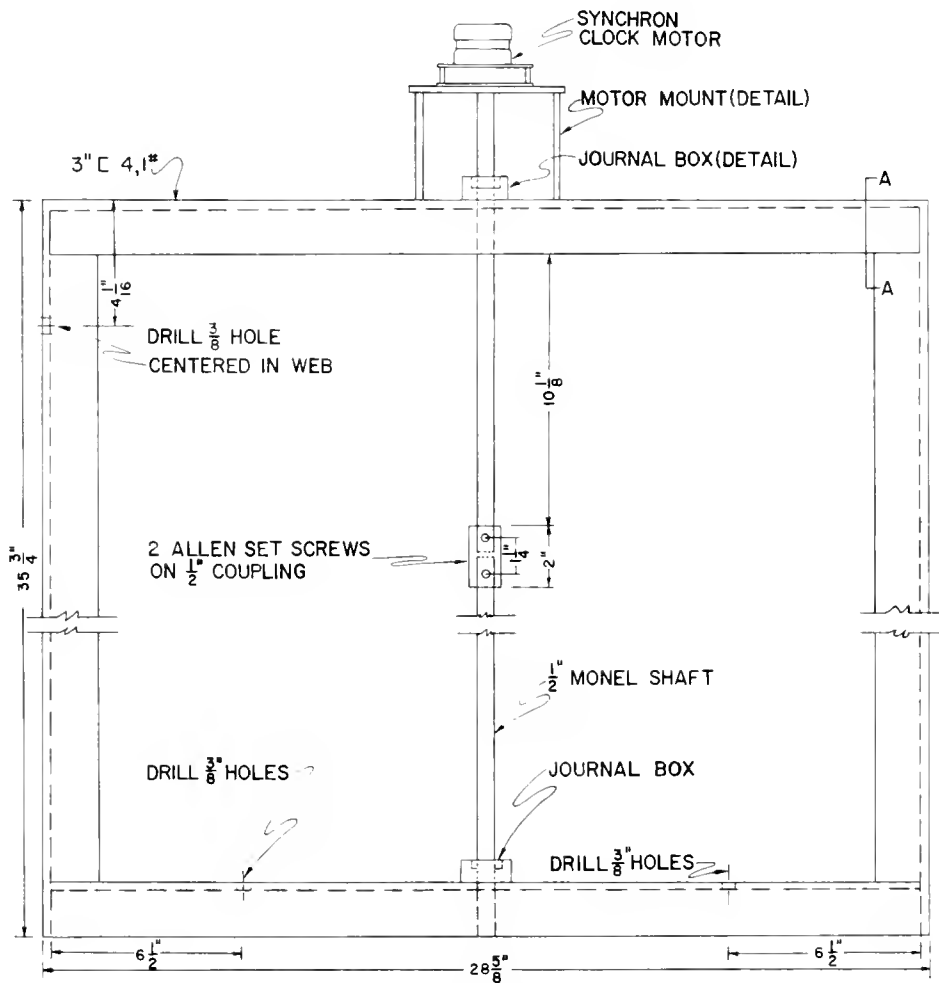 SYNCHRON
CLOCK MOTOR
MOTOR MOUNT(DETAIL)
JOURNAL BOX(DETAIL)
3" [ 4,1#
A
A
4 1/16"
DRILL 3/8 HOLE
CENTERED IN WEB
10 1/8"
35 3/4"
2 ALLEN SET SCREWS
ON 1/2" COUPLING
1 1/4"
2"
1/2" MONEL SHAFT
DRILL 3/8" HOLES
JOURNAL BOX
DRILL 3/8" HOLES
6 1/2"
6 1/2"
28 5/8"